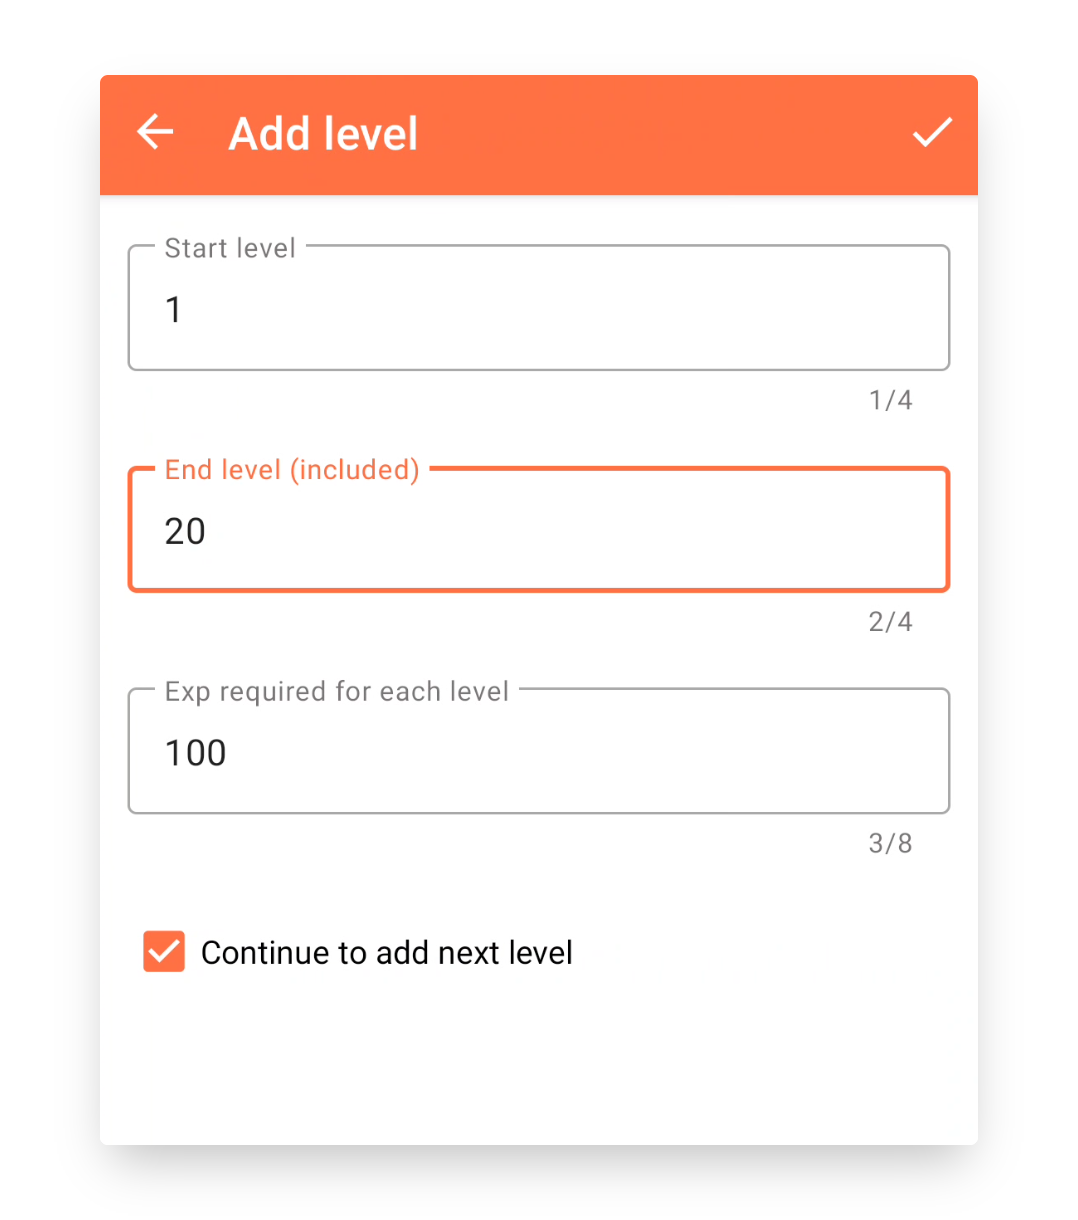 Add level
Start level
1
1/4
End level (included)
20
2/4
Exp required for each level
100
3/8
Continue to add next level